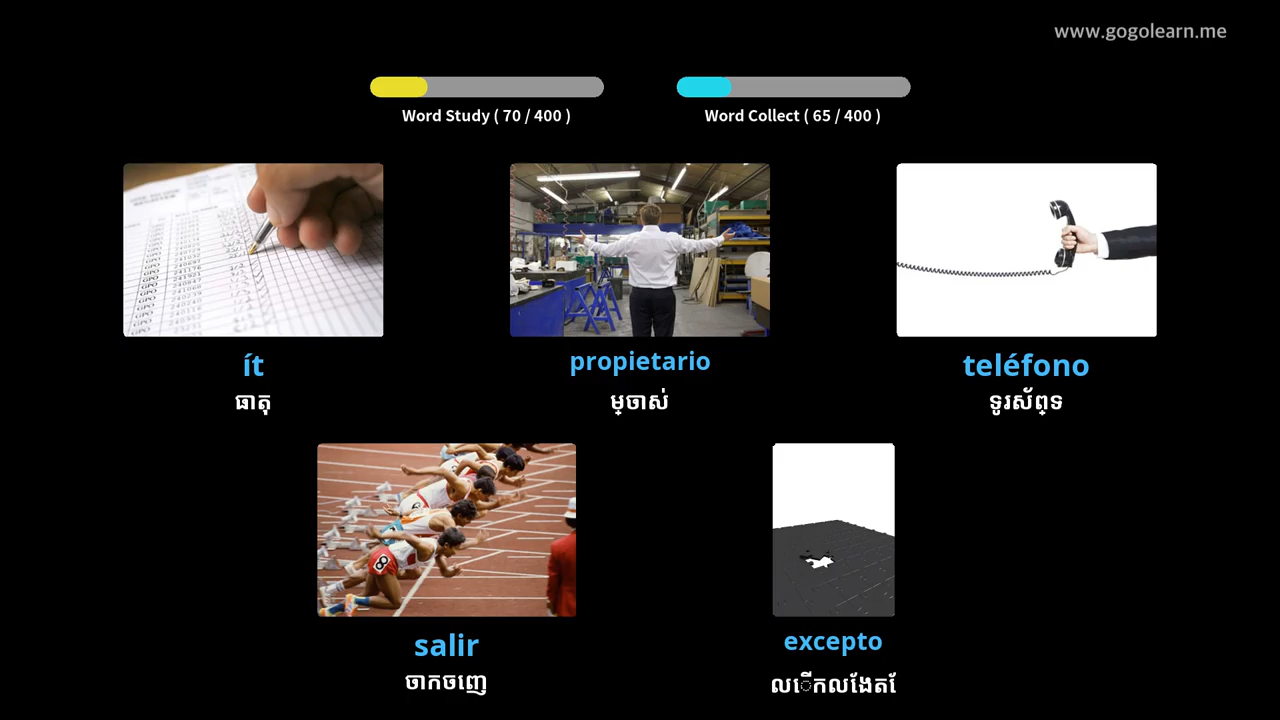 www.gogolearn.me
Word Study ( 70 / 400 )
Word Collect ( 65 / 400 )
ít
ធាតុ
propietario
ម្ចាស់
teléfono
ទូរស័ព្ទ
salir
ចាកចេញ
excepto
លើកលែងតែ